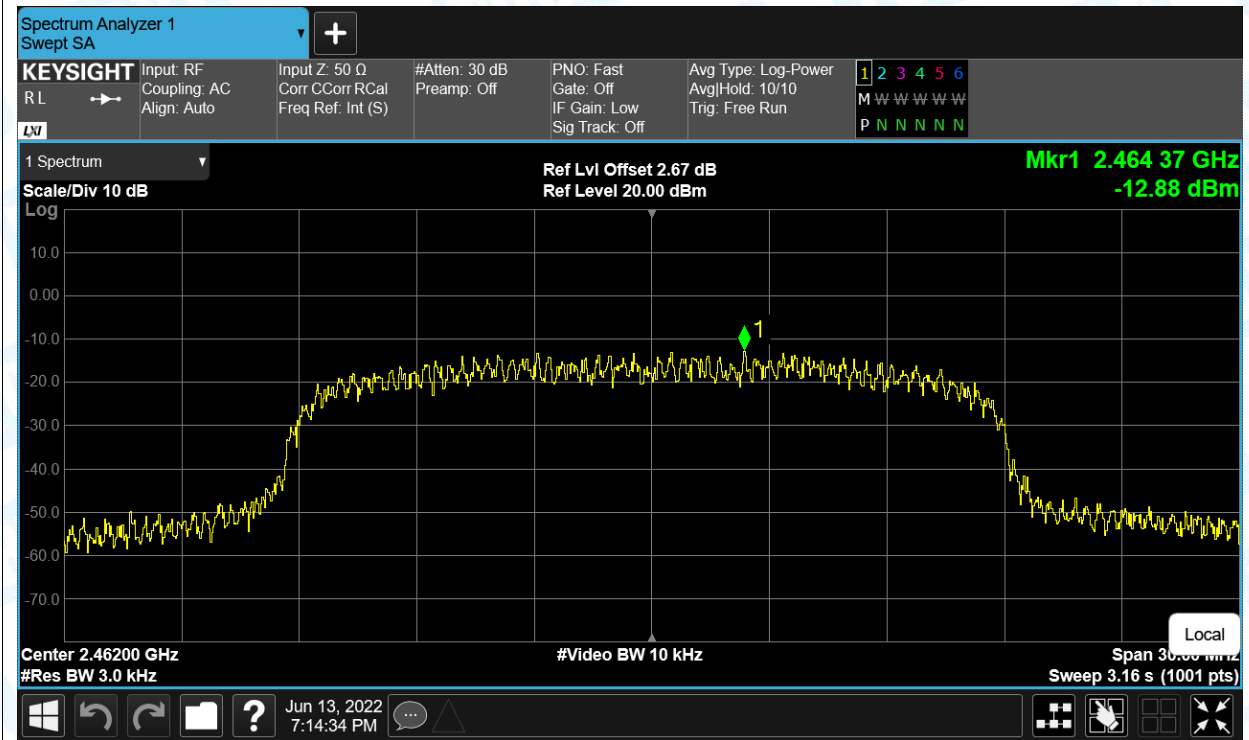 Spectrum Analyzer 1
Swept SA
KEYSIGHT
R L
LXI
Input: RF
Coupling: AC
Align: Auto
Input Z: 50 Ω
Corr CCorr RCal
Freq Ref: Int (S)
#Atten: 30 dB
Preamp: Off
PNO: Fast
Gate: Off
IF Gain: Low
Sig Track: Off
Avg Type: Log-Power
Avg|Hold: 10/10
Trig: Free Run
1 2 3 4 5 6
M W W W W W
P N N N N N
1 Spectrum
Scale/Div 10 dB
Ref Lvl Offset 2.67 dB
Ref Level 20.00 dBm
Mkr1 2.464 37 GHz
-12.88 dBm
Log
10.0
0.00
-10.0
-20.0
-30.0
-40.0
-50.0
-60.0
-70.0
1
Local
Center 2.46200 GHz
#Video BW 10 kHz
Span 30.00 MHz
#Res BW 3.0 kHz
Sweep 3.16 s (1001 pts)
?
Jun 13, 2022
7:14:34 PM